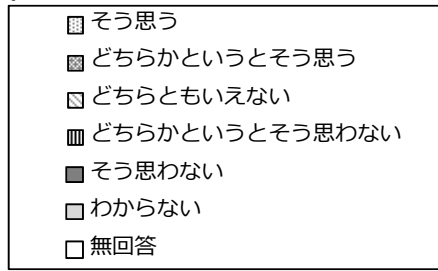 そう思う
どちらかというとそう思う
どちらともいえない
どちらかというとそう思わない
そう思わない
わからない
無回答